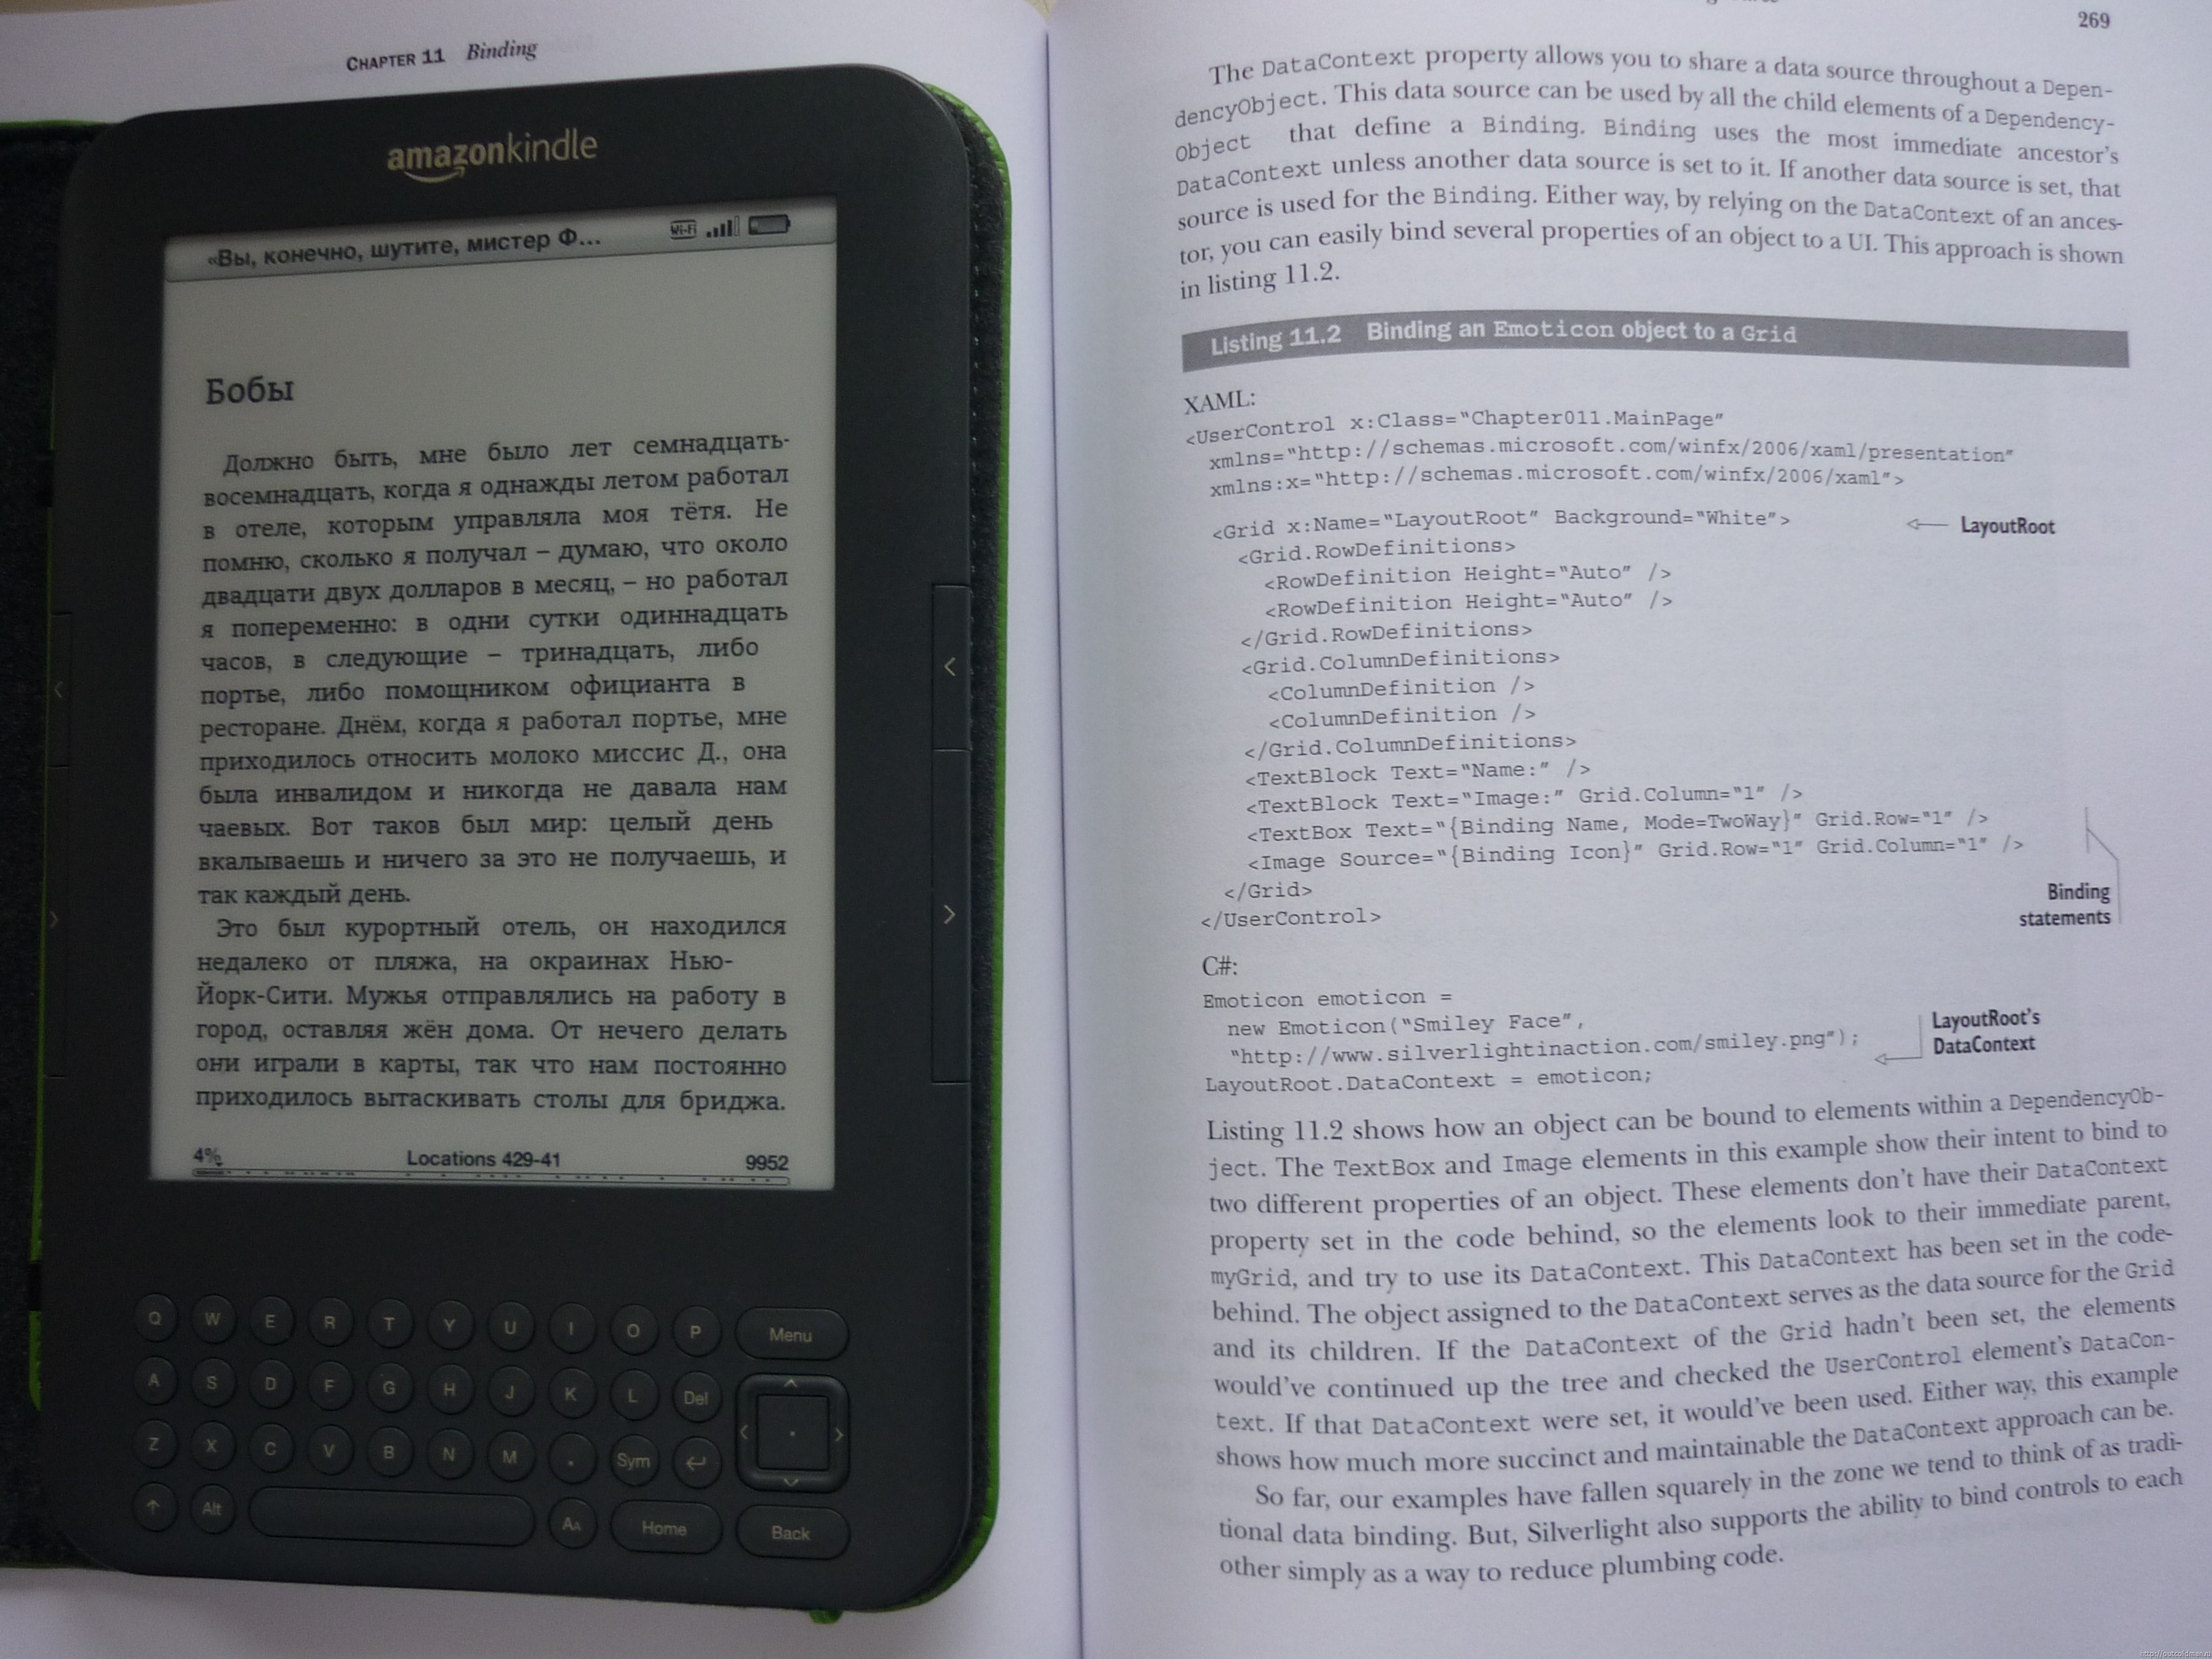 CHAPTER 11 Binding
amazonkindle
«Вы, конечно, шутите, мистер Ф...
Wi-Fi
Бобы
Должно быть, мне было лет семнадцать-
восемнадцать, когда я однажды летом работал
в отеле, которым управляла моя тётя. Не
помню, сколько я получал – думаю, что около
двадцати двух долларов в месяц, – но работал
я попеременно: в одни сутки одиннадцать
часов, в следующие – тринадцать, либо
портье, либо помощником официанта в
ресторане. Днём, когда я работал портье, мне
приходилось относить молоко миссис Д., она
была инвалидом и никогда не давала нам
чаевых. Вот таков был мир: целый день
вкалываешь и ничего за это не получаешь, и
так каждый день.
Это был курортный отель, он находился
недалеко от пляжа, на окраинах Нью-
Йорк-Сити. Мужья отправлялись на работу в
город, оставляя жён дома. От нечего делать
они играли в карты, так что нам постоянно
приходилось вытаскивать столы для бриджа.
4% Locations 429-41 9952
Q W E R T Y U I O P Menu
A S D F G H J K L Del
Z X C V B N M . Sym
Alt AA Home Back
269
The DataContext property allows you to share a data source throughout a Depen-
dencyObject. This data source can be used by all the child elements of a Dependency-
Object that define a Binding. Binding uses the most immediate ancestor's
DataContext unless another data source is set to it. If another data source is set, that
source is used for the Binding. Either way, by relying on the DataContext of an ances-
tor, you can easily bind several properties of an object to a UI. This approach is shown
in listing 11.2.
Listing 11.2 Binding an Emoticon object to a Grid
XAML:
<UserControl x:Class="Chapter011.MainPage"
xmlns="http://schemas.microsoft.com/winfx/2006/xaml/presentation"
xmlns:x="http://schemas.microsoft.com/winfx/2006/xaml">
<Grid x:Name="LayoutRoot" Background="White"> LayoutRoot
<Grid.RowDefinitions>
<RowDefinition Height="Auto" />
<RowDefinition Height="Auto" />
</Grid.RowDefinitions>
<Grid.ColumnDefinitions>
<ColumnDefinition />
<ColumnDefinition />
</Grid.ColumnDefinitions>
<TextBlock Text="Name:" />
<TextBlock Text="Image:" Grid.Column="1" />
<TextBox Text="{Binding Name, Mode=TwoWay}" Grid.Row="1" />
<Image Source="{Binding Icon}" Grid.Row="1" Grid.Column="1" />
</Grid>
</UserControl>
Binding
statements
C#:
Emoticon emoticon =
new Emoticon("Smiley Face",
"http://www.silverlightinaction.com/smiley.png");
LayoutRoot.DataContext = emoticon;
LayoutRoot's
DataContext
Listing 11.2 shows how an object can be bound to elements within a DependencyOb-
ject. The TextBox and Image elements in this example show their intent to bind to
two different properties of an object. These elements don't have their DataContext
property set in the code behind, so the elements look to their immediate parent,
myGrid, and try to use its DataContext. This DataContext has been set in the code-
behind. The object assigned to the DataContext serves as the data source for the Grid
and its children. If the DataContext of the Grid hadn't been set, the elements
would've continued up the tree and checked the UserControl element's DataCon-
text. If that DataContext were set, it would've been used. Either way, this example
shows how much more succinct and maintainable the DataContext approach can be.
So far, our examples have fallen squarely in the zone we tend to think of as tradi-
tional data binding. But, Silverlight also supports the ability to bind controls to each
other simply as a way to reduce plumbing code.